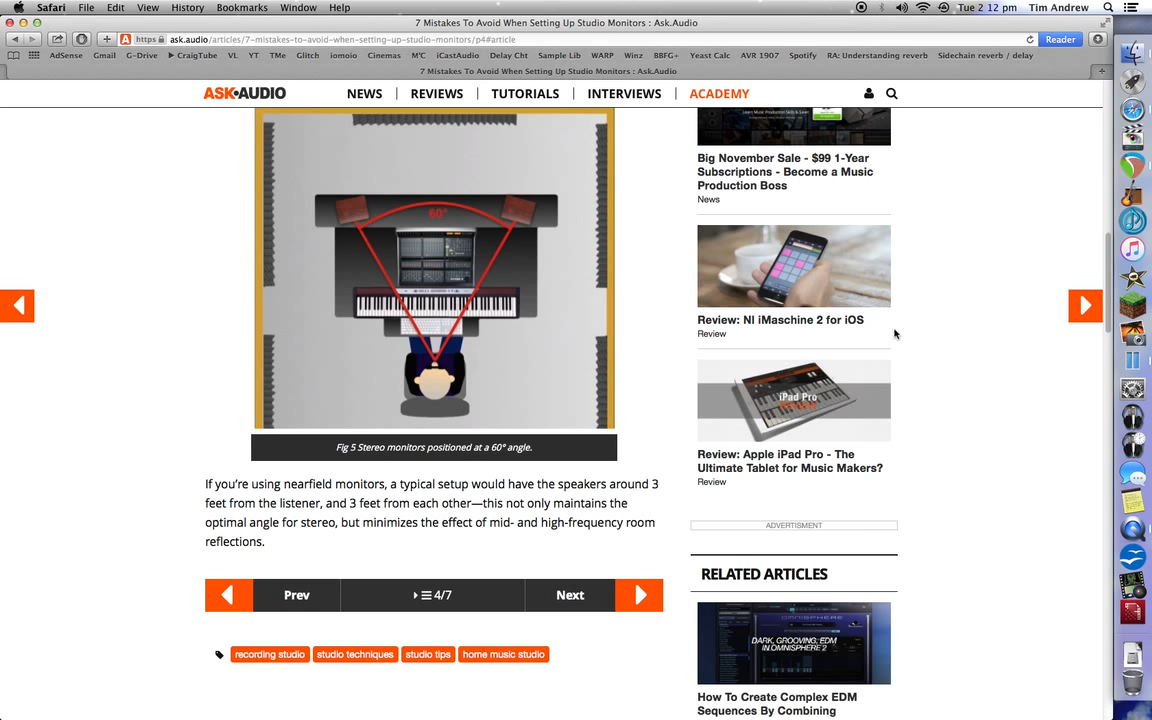 Safari File Edit View History Bookmarks Window Help Tue 2 12 pm Tim Andrew
7 Mistakes To Avoid When Setting Up Studio Monitors : Ask.Audio
https ask.audio/articles/7-mistakes-to-avoid-when-setting-up-studio-monitors/p4#article Reader
AdSense Gmail G-Drive ▶ CraigTube VL YT TMe Glitch iomoio Cinemas M'C iCastAudio Delay Cht Sample Lib WARP Winz BBFG+ Yeast Calc AVR 1907 Spotify RA: Understanding reverb Sidechain reverb / delay
7 Mistakes To Avoid When Setting Up Studio Monitors : Ask.Audio
ASK•AUDIO NEWS | REVIEWS | TUTORIALS | INTERVIEWS | ACADEMY
60°
Fig 5 Stereo monitors positioned at a 60° angle.
If you're using nearfield monitors, a typical setup would have the speakers around 3
feet from the listener, and 3 feet from each other—this not only maintains the
optimal angle for stereo, but minimizes the effect of mid- and high-frequency room
reflections.
Prev 4/7 Next
recording studio studio techniques studio tips home music studio
Big November Sale - $99 1-Year
Subscriptions - Become a Music
Production Boss
News
Review: NI iMaschine 2 for iOS
Review
iPad Pro
Review: Apple iPad Pro - The
Ultimate Tablet for Music Makers?
Review
ADVERTISMENT
RELATED ARTICLES
DARK, GROOVING, EDM
IN OMNISPHERE 2
How To Create Complex EDM
Sequences By Combining